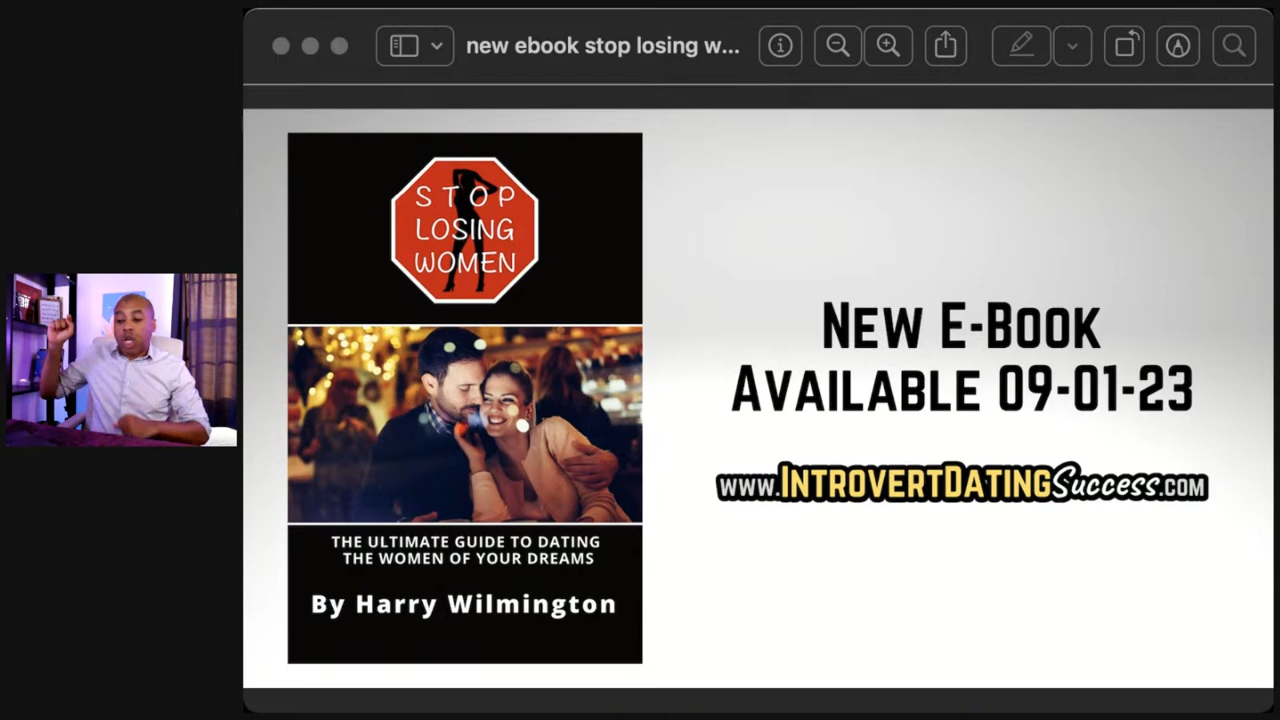 new ebook stop losing w...
STOP
LOSING
WOMEN
THE ULTIMATE GUIDE TO DATING
THE WOMEN OF YOUR DREAMS
By Harry Wilmington
NEW E-BOOK
AVAILABLE 09-01-23
www.INTROVERTDATINGSuccess.com